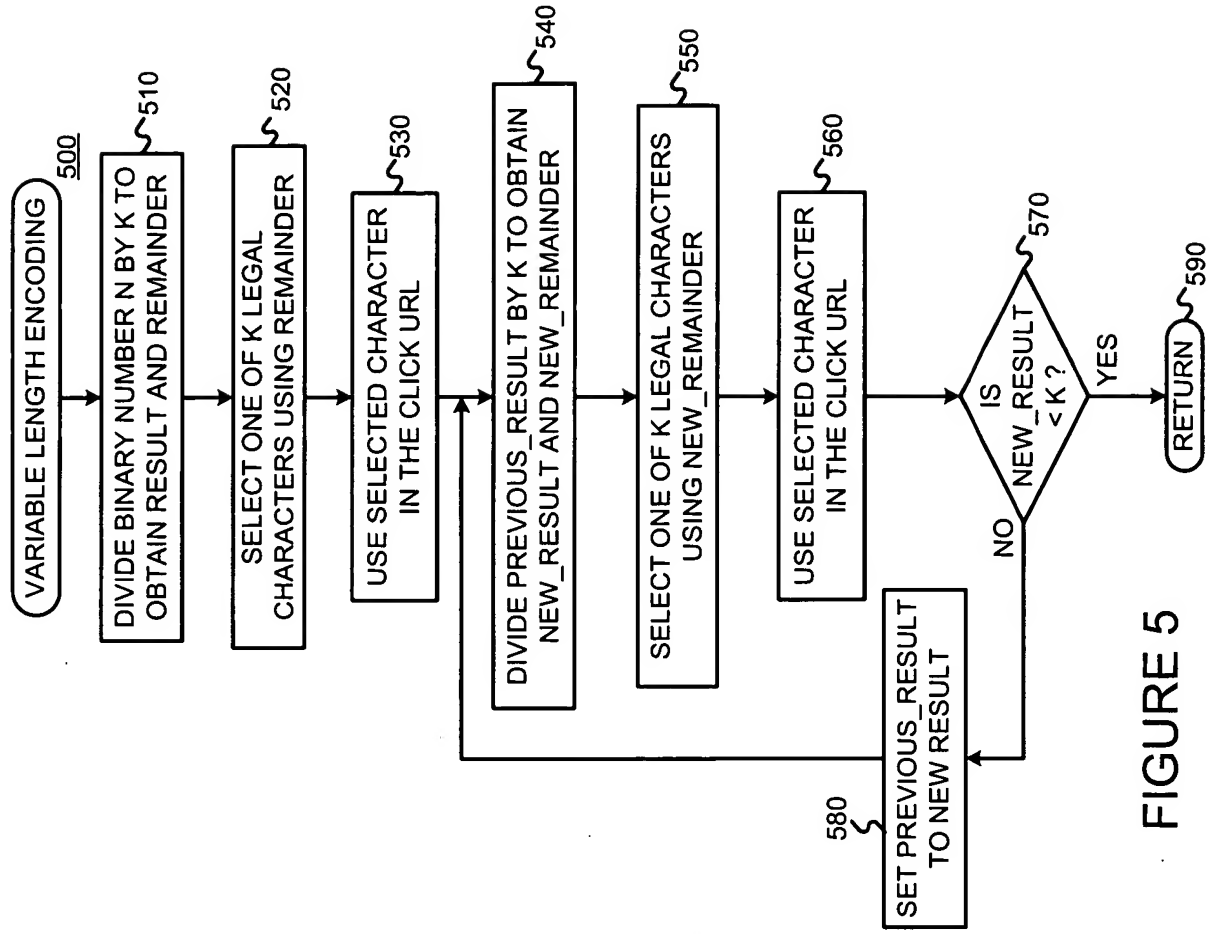 VARIABLE LENGTH ENCODING
500
DIVIDE BINARY NUMBER N BY K TO
OBTAIN RESULT AND REMAINDER
510
SELECT ONE OF K LEGAL
CHARACTERS USING REMAINDER
520
USE SELECTED CHARACTER
IN THE CLICK URL
530
DIVIDE PREVIOUS_RESULT BY K TO OBTAIN
NEW_RESULT AND NEW_REMAINDER
540
SELECT ONE OF K LEGAL CHARACTERS
USING NEW_REMAINDER
550
USE SELECTED CHARACTER
IN THE CLICK URL
560
IS
NEW_RESULT
< K ?
570
NO
YES
580
SET PREVIOUS_RESULT
TO NEW RESULT
RETURN
590
FIGURE 5